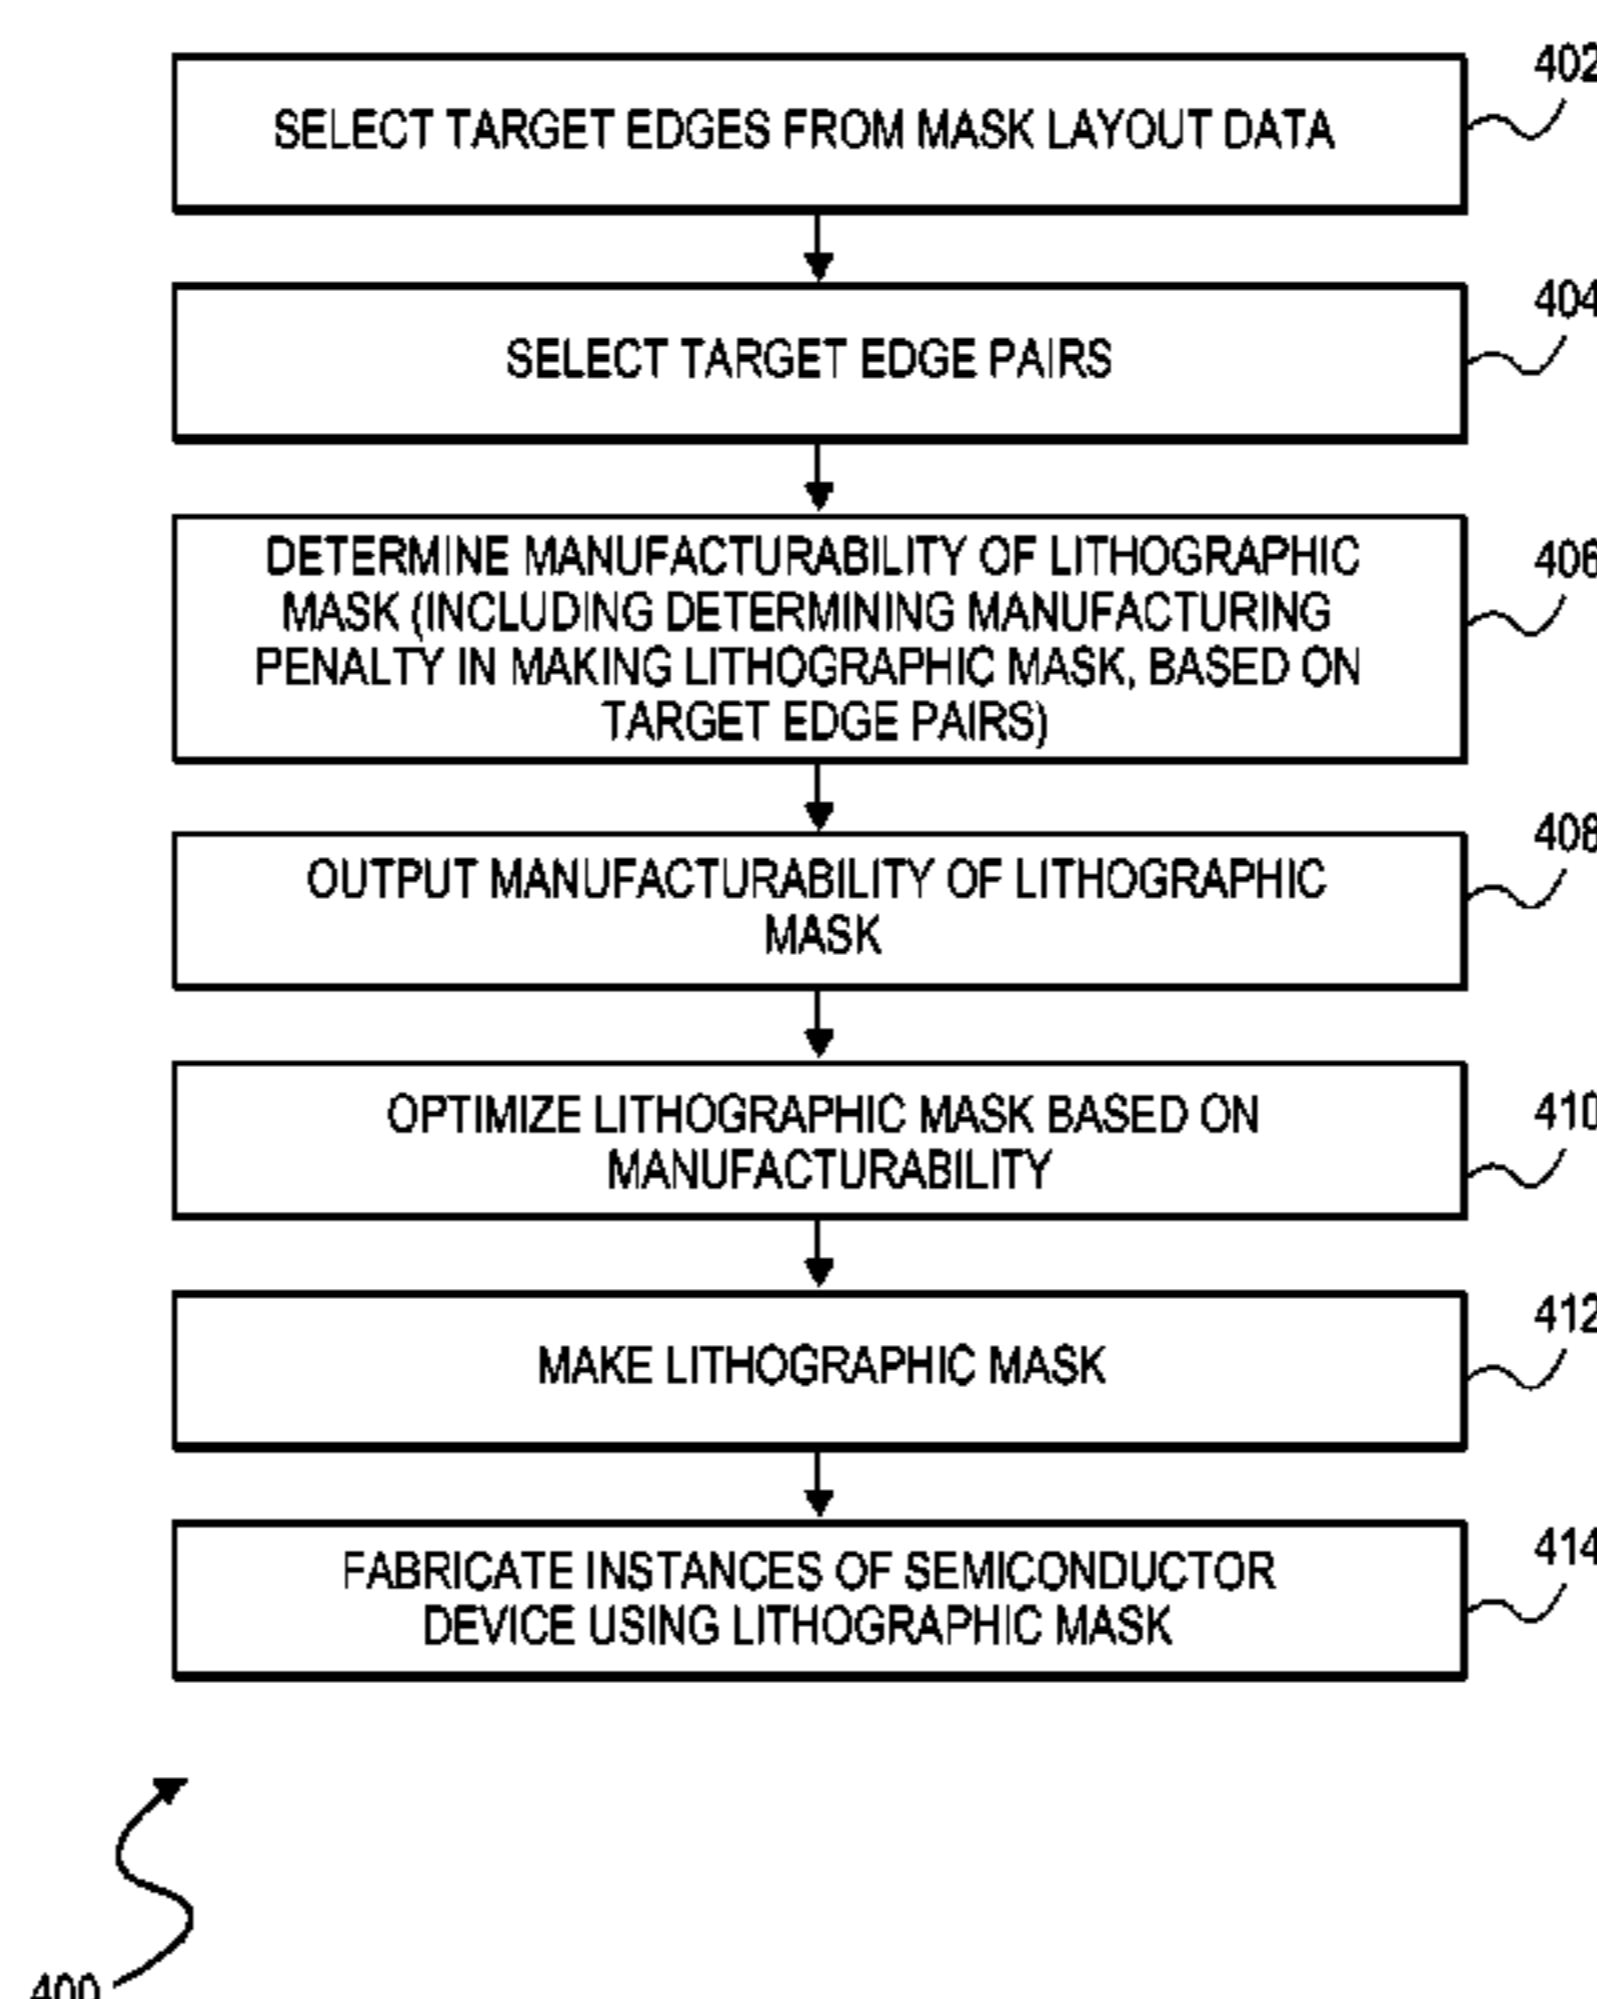 402
SELECT TARGET EDGES FROM MASK LAYOUT DATA
404
SELECT TARGET EDGE PAIRS
406
DETERMINE MANUFACTURABILITY OF LITHOGRAPHIC
MASK (INCLUDING DETERMINING MANUFACTURING
PENALTY IN MAKING LITHOGRAPHIC MASK, BASED ON
TARGET EDGE PAIRS)
408
OUTPUT MANUFACTURABILITY OF LITHOGRAPHIC
MASK
410
OPTIMIZE LITHOGRAPHIC MASK BASED ON
MANUFACTURABILITY
412
MAKE LITHOGRAPHIC MASK
414
FABRICATE INSTANCES OF SEMICONDUCTOR
DEVICE USING LITHOGRAPHIC MASK
400